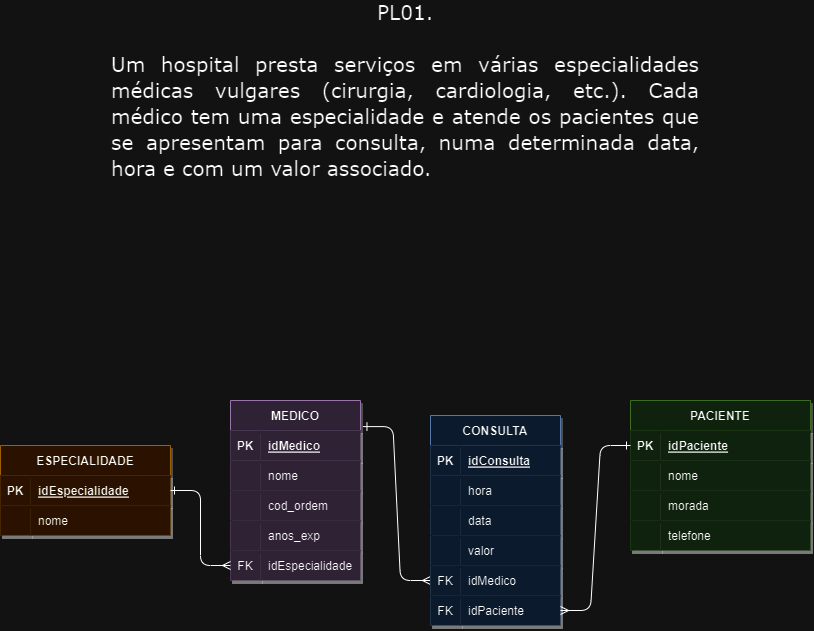 PL01.
Um hospital presta serviços em várias especialidades
médicas vulgares (cirurgia, cardiologia, etc.). Cada
médico tem uma especialidade e atende os pacientes que
se apresentam para consulta, numa determinada data,
hora e com um valor associado.
ESPECIALIDADE
PK idEspecialidade
nome
MEDICO
PK idMedico
nome
cod_ordem
anos_exp
FK idEspecialidade
CONSULTA
PK idConsulta
hora
data
valor
FK idMedico
FK idPaciente
PACIENTE
PK idPaciente
nome
morada
telefone